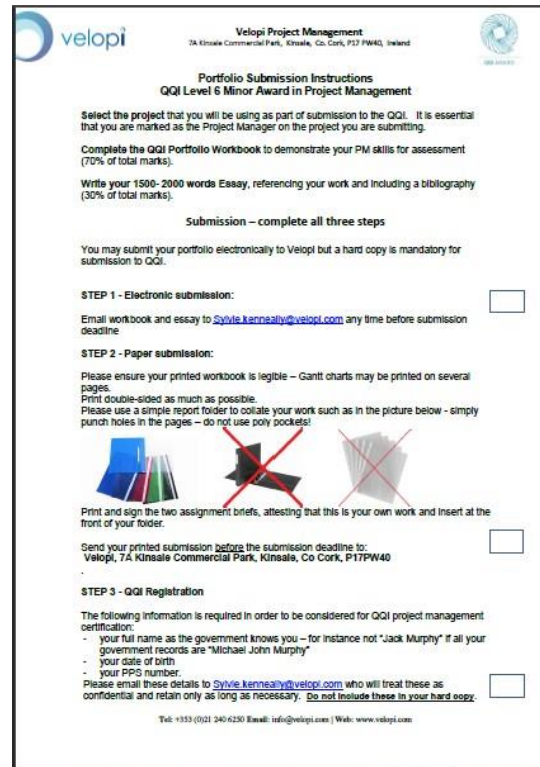 velopi
Velopi Project Management
7A Kinsale Commercial Park, Kinsale, Co. Cork, P17 PW40, Ireland
QQI AWARD
Portfolio Submission Instructions
QQI Level 6 Minor Award in Project Management
Select the project that you will be using as part of submission to the QQI. It is essential
that you are marked as the Project Manager on the project you are submitting.
Complete the QQI Portfolio Workbook to demonstrate your PM skills for assessment
(70% of total marks).
Write your 1500- 2000 words Essay, referencing your work and including a bibliography
(30% of total marks).
Submission – complete all three steps
You may submit your portfolio electronically to Velopi but a hard copy is mandatory for
submission to QQI.
STEP 1 - Electronic submission:
Email workbook and essay to Sylvie.kenneally@velopi.com any time before submission
deadline
STEP 2 - Paper submission:
Please ensure your printed workbook is legible – Gantt charts may be printed on several
pages.
Print double-sided as much as possible.
Please use a simple report folder to collate your work such as in the picture below - simply
punch holes in the pages – do not use poly pockets!
Print and sign the two assignment briefs, attesting that this is your own work and insert at the
front of your folder.
Send your printed submission before the submission deadline to:
Velopi, 7A Kinsale Commercial Park, Kinsale, Co Cork, P17PW40
.
STEP 3 - QQI Registration
The following information is required in order to be considered for QQI project management
certification:
- your full name as the government knows you – for instance not "Jack Murphy" if all your
government records are "Michael John Murphy"
- your date of birth
- your PPS number.
Please email these details to Sylvie.kenneally@velopi.com who will treat these as
confidential and retain only as long as necessary. Do not include these in your hard copy.
Tel: +353 (0)21 240 6250 Email: info@velopi.com | Web: www.velopi.com